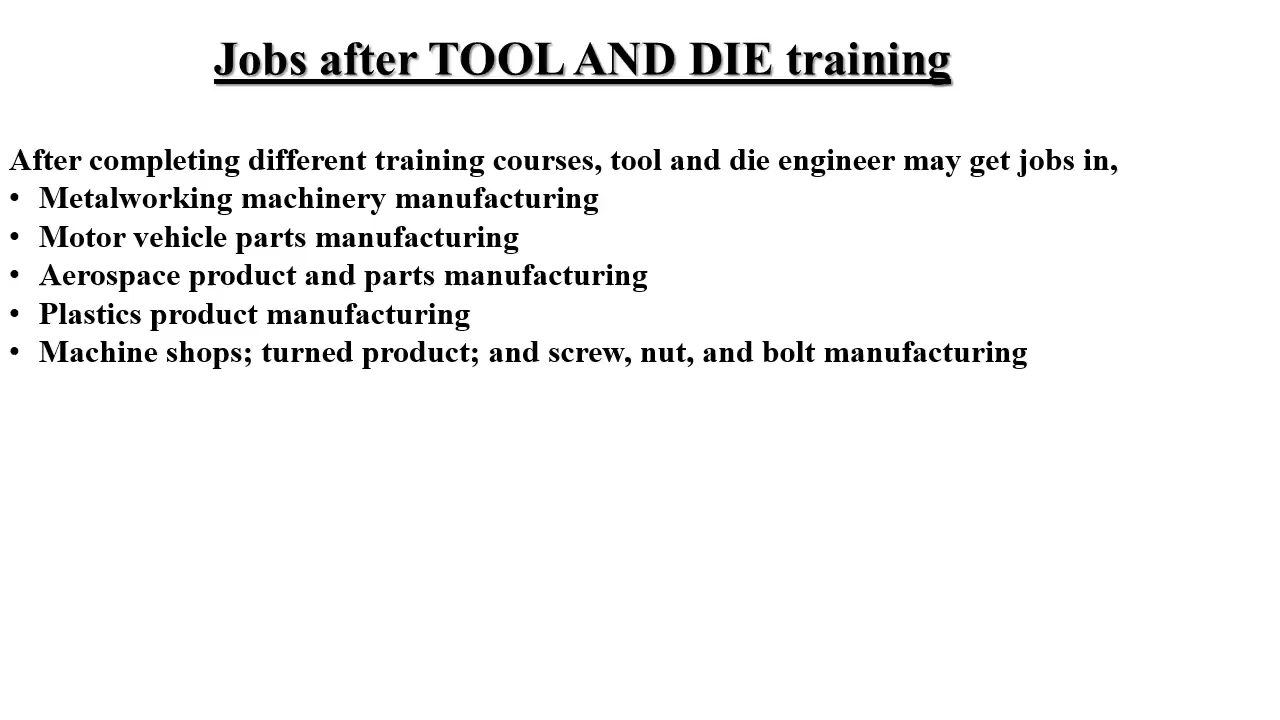 Jobs after TOOL AND DIE training
After completing different training courses, tool and die engineer may get jobs in,
• Metalworking machinery manufacturing
• Motor vehicle parts manufacturing
• Aerospace product and parts manufacturing
• Plastics product manufacturing
• Machine shops; turned product; and screw, nut, and bolt manufacturing